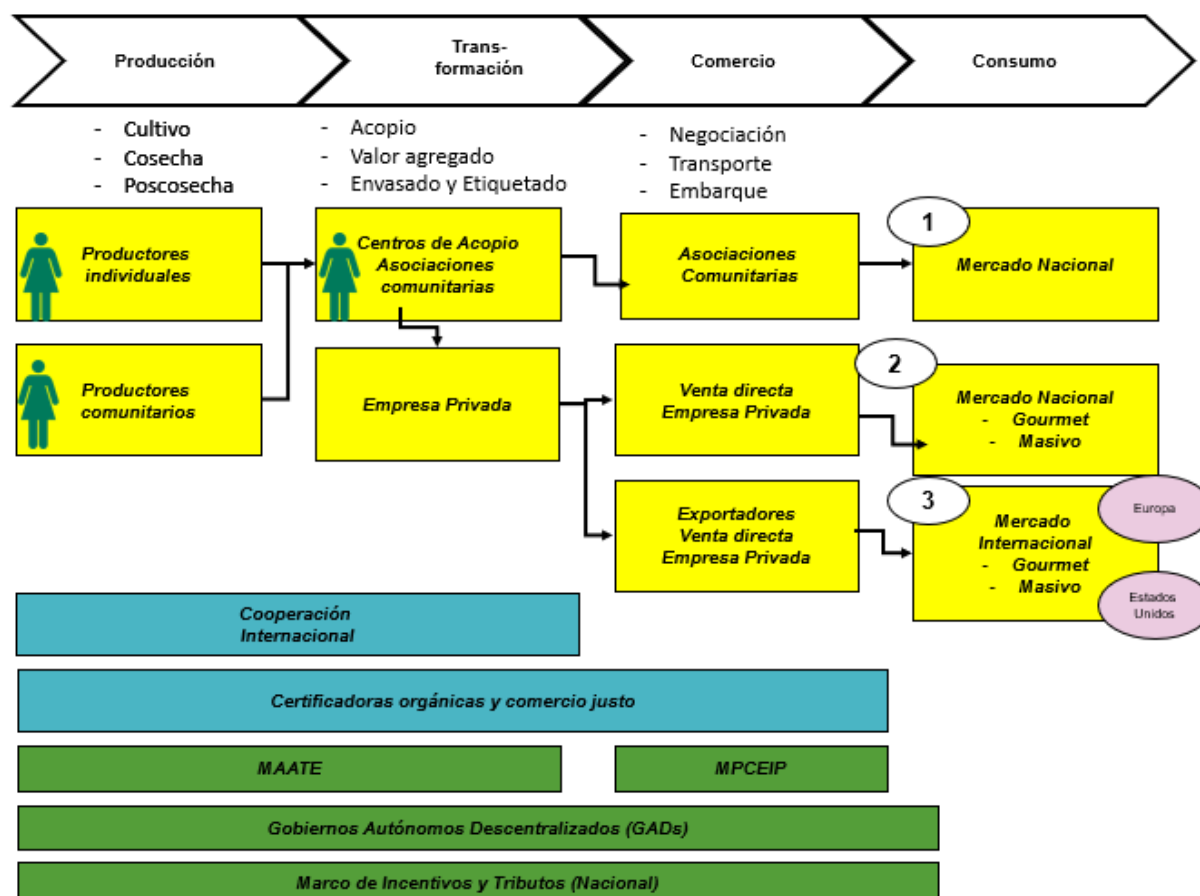 Producción
Trans-
formación
Comercio
Consumo
- Cultivo
- Cosecha
- Poscosecha
- Acopio
- Valor agregado
- Envasado y Etiquetado
- Negociación
- Transporte
- Embarque
Productores
individuales
Centros de Acopio
Asociaciones
comunitarias
Asociaciones
Comunitarias
1
Mercado Nacional
Productores
comunitarios
Empresa Privada
Venta directa
Empresa Privada
2
Mercado Nacional
- Gourmet
- Masivo
Exportadores
Venta directa
Empresa Privada
3
Mercado
Internacional
- Gourmet
- Masivo
Europa
Estados
Unidos
Cooperación
Internacional
Certificadoras orgánicas y comercio justo
MAATE
MPCEIP
Gobiernos Autónomos Descentralizados (GADs)
Marco de Incentivos y Tributos (Nacional)